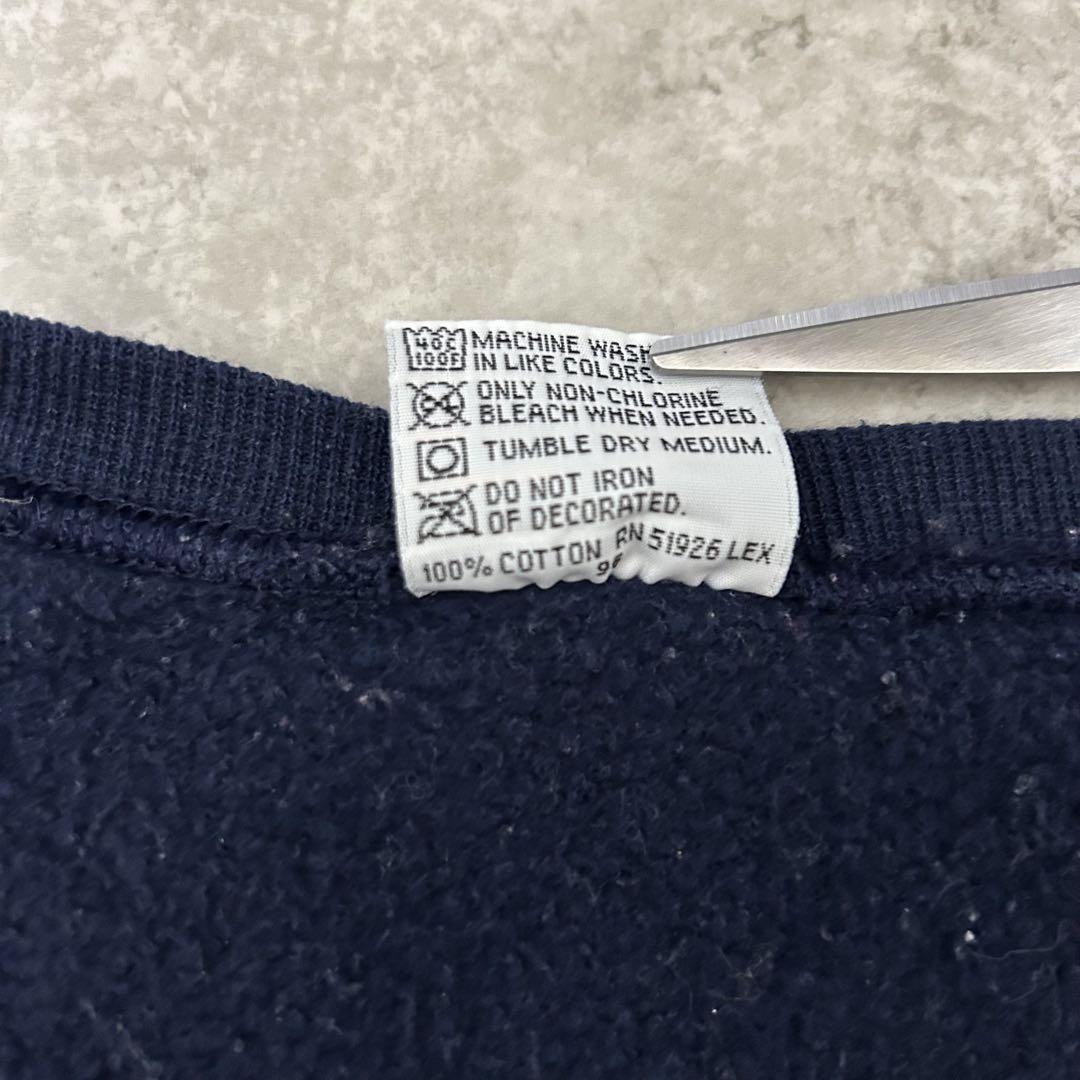 40C MACHINE WASH
100F IN LIKE COLORS.
ONLY NON-CHLORINE
BLEACH WHEN NEEDED.
TUMBLE DRY MEDIUM.
DO NOT IRON
OF DECORATED.
100% COTTON RN 51926 LEX